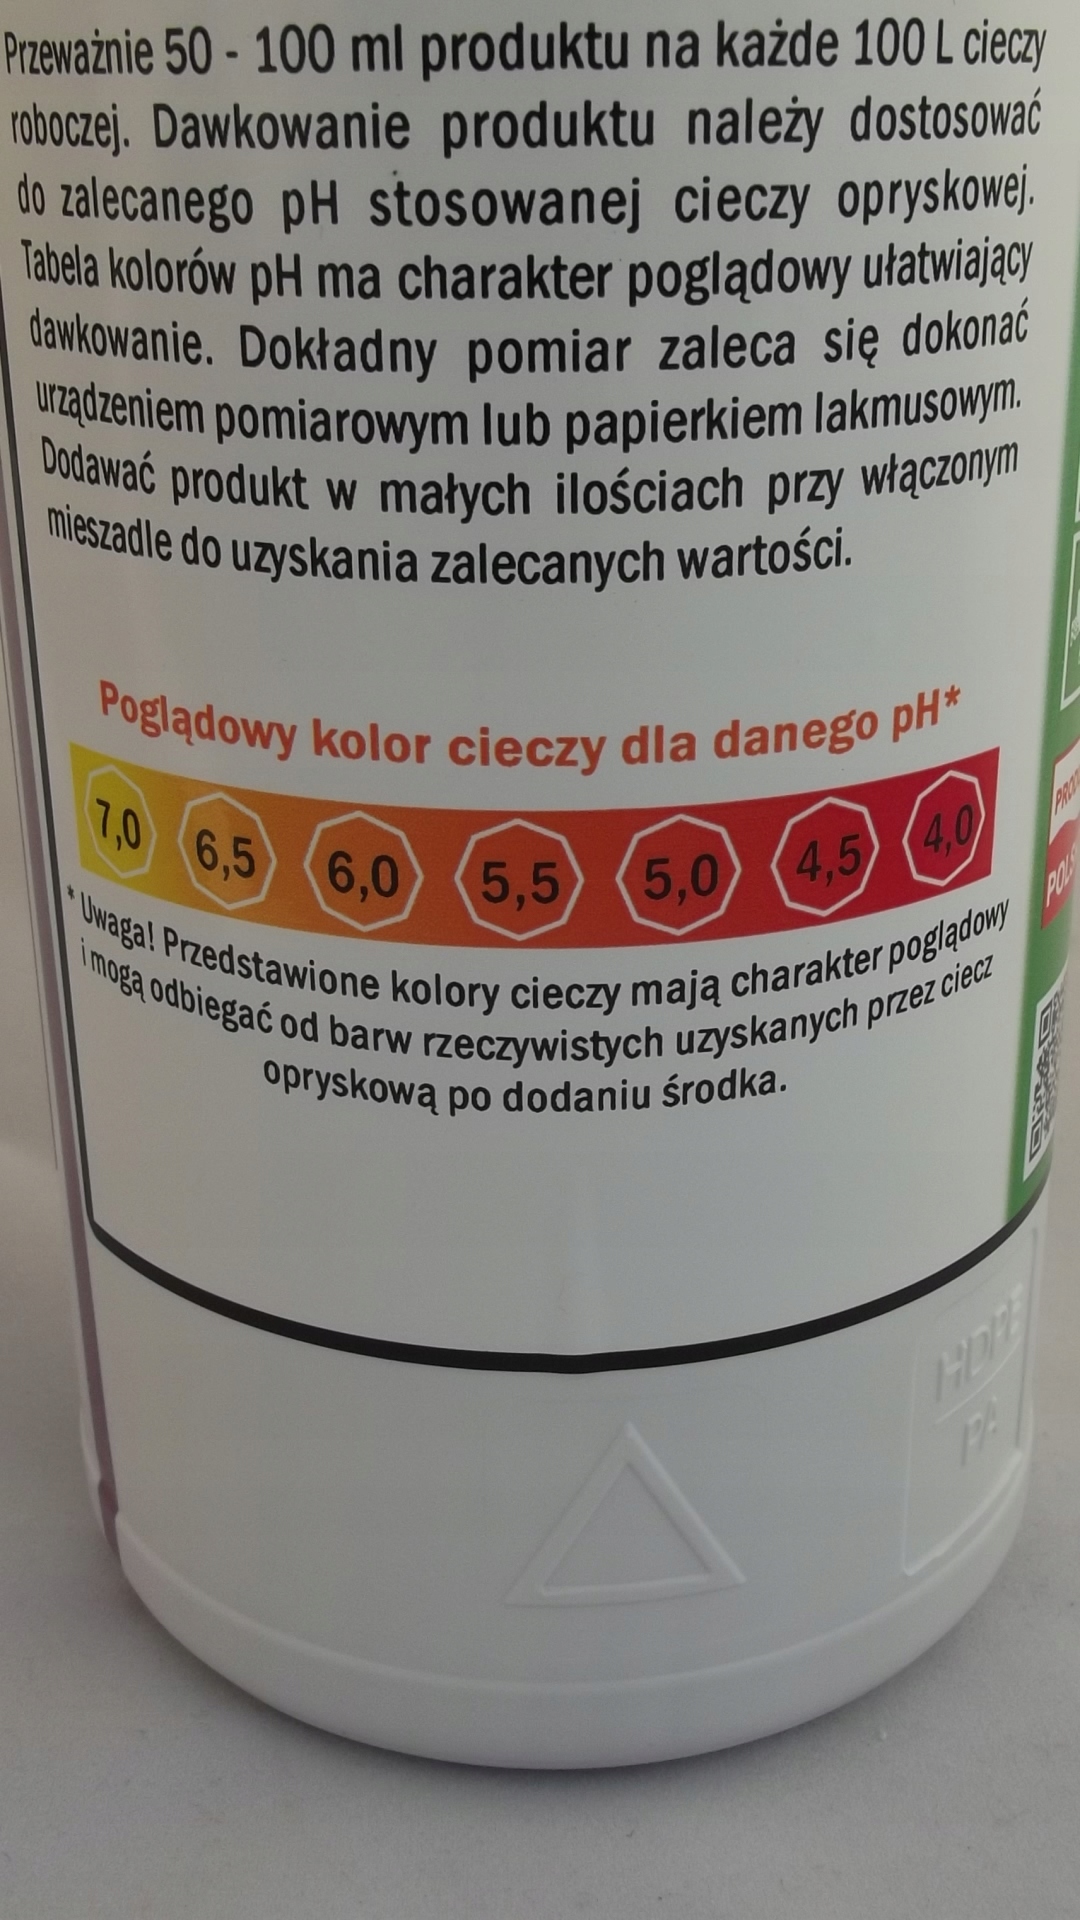 Przeważnie 50 - 100 ml produktu na każde 100 L cieczy
roboczej. Dawkowanie produktu należy dostosować
do zalecanego pH stosowanej cieczy opryskowej.
Tabela kolorów pH ma charakter poglądowy ułatwiający
dawkowanie. Dokładny pomiar zaleca się dokonać
urządzeniem pomiarowym lub papierkiem lakmusowym.
Dodawać produkt w małych ilościach przy włączonym
mieszadle do uzyskania zalecanych wartości.
Poglądowy kolor cieczy dla danego pH*
7,0 6,5 6,0 5,5 5,0 4,5 4,0
* Uwaga! Przedstawione kolory cieczy mają charakter poglądowy
i mogą odbiegać od barw rzeczywistych uzyskanych przez ciecz
opryskową po dodaniu środka.
HDPE
PA